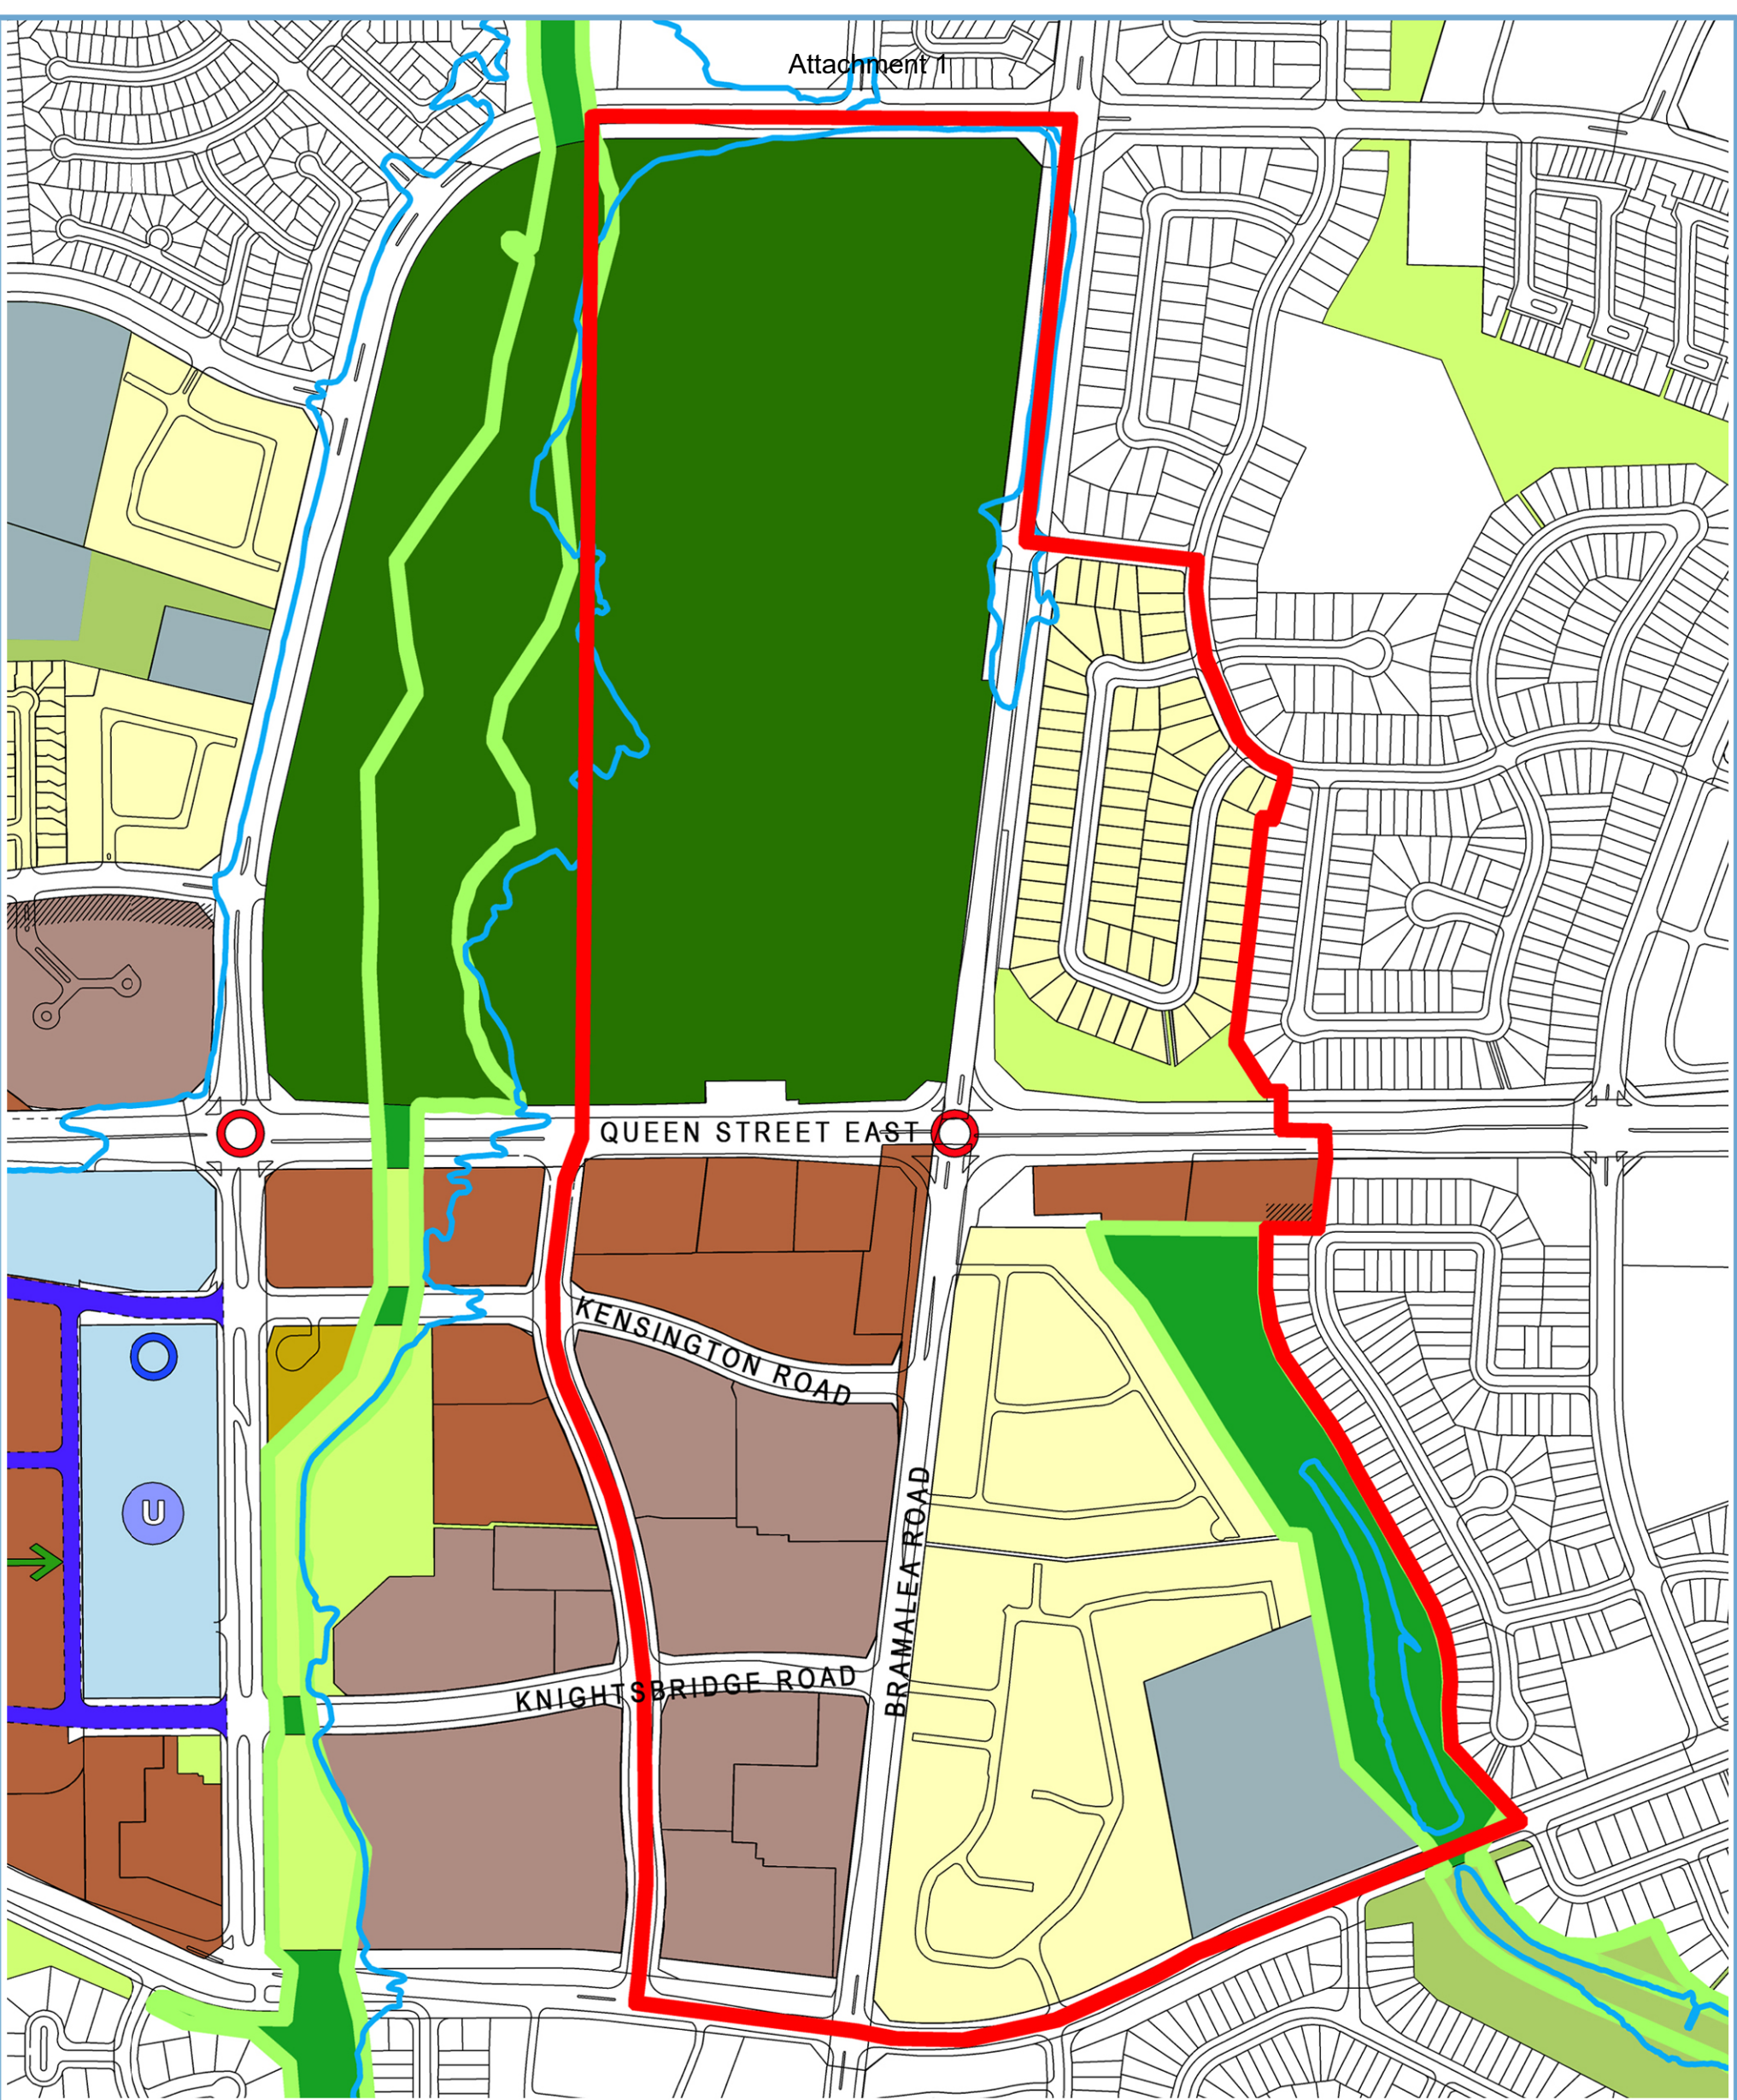 Attachment 1
QUEEN STREET EAST
KENSINGTON ROAD
U
BRAMALEA ROAD
KNIGHTSBRIDGE ROAD